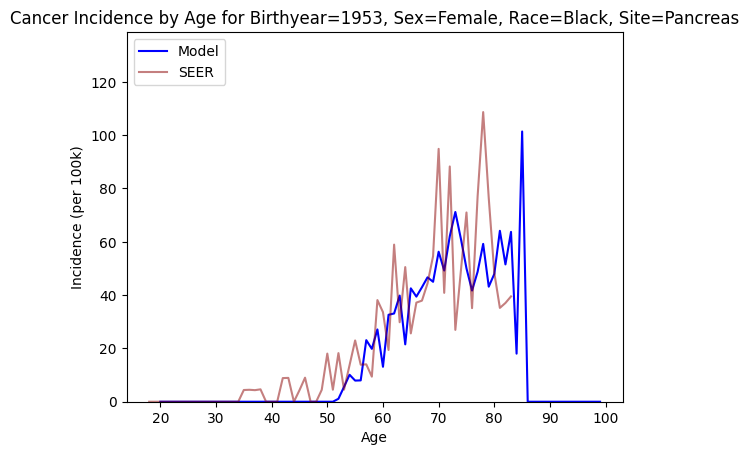 Cancer Incidence by Age for Birthyear=1953, Sex=Female, Race=Black, Site=Pancreas
Model
SEER
120
100
80
60
40
20
0
Incidence (per 100k)
20 30 40 50 60 70 80 90 100
Age